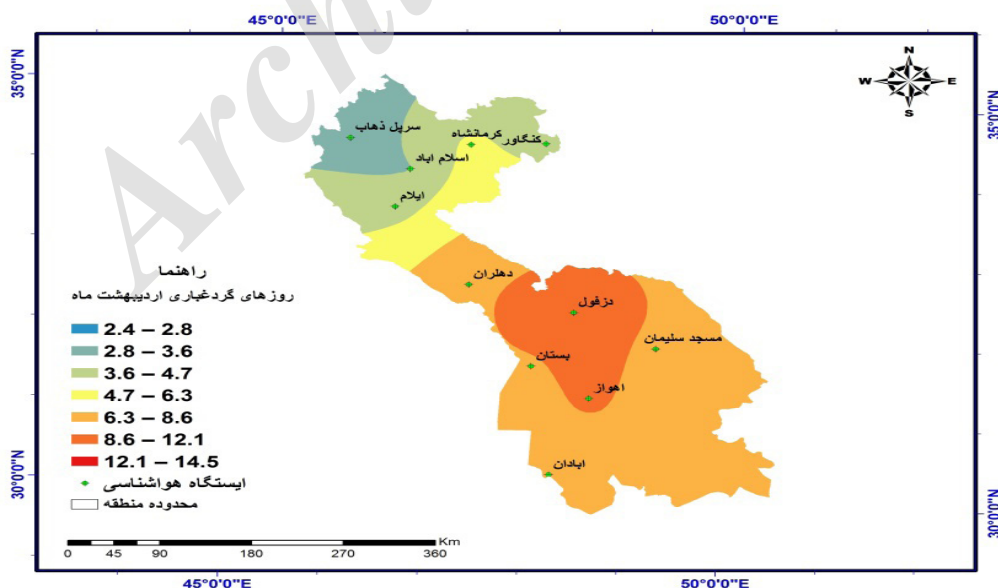 Archi
45°0'0"E 50°0'0"E
35°0'0"N
35°0'0"N
N
W E
S
سرپل ذهاب
کرمانشاه
کنگاور
اسلام اباد
ایلام
دهلران
دزفول
مسجد سلیمان
بستان
اهواز
ابادان
راهنما
روزهای گردغباری اردیبهشت ماه
2.4 – 2.8
2.8 – 3.6
3.6 – 4.7
4.7 – 6.3
6.3 – 8.6
8.6 – 12.1
12.1 – 14.5
ایستگاه هواشناسی
محدوده منطقه
30°0'0"N
30°0'0"N
Km
0 45 90 180 270 360
45°0'0"E 50°0'0"E